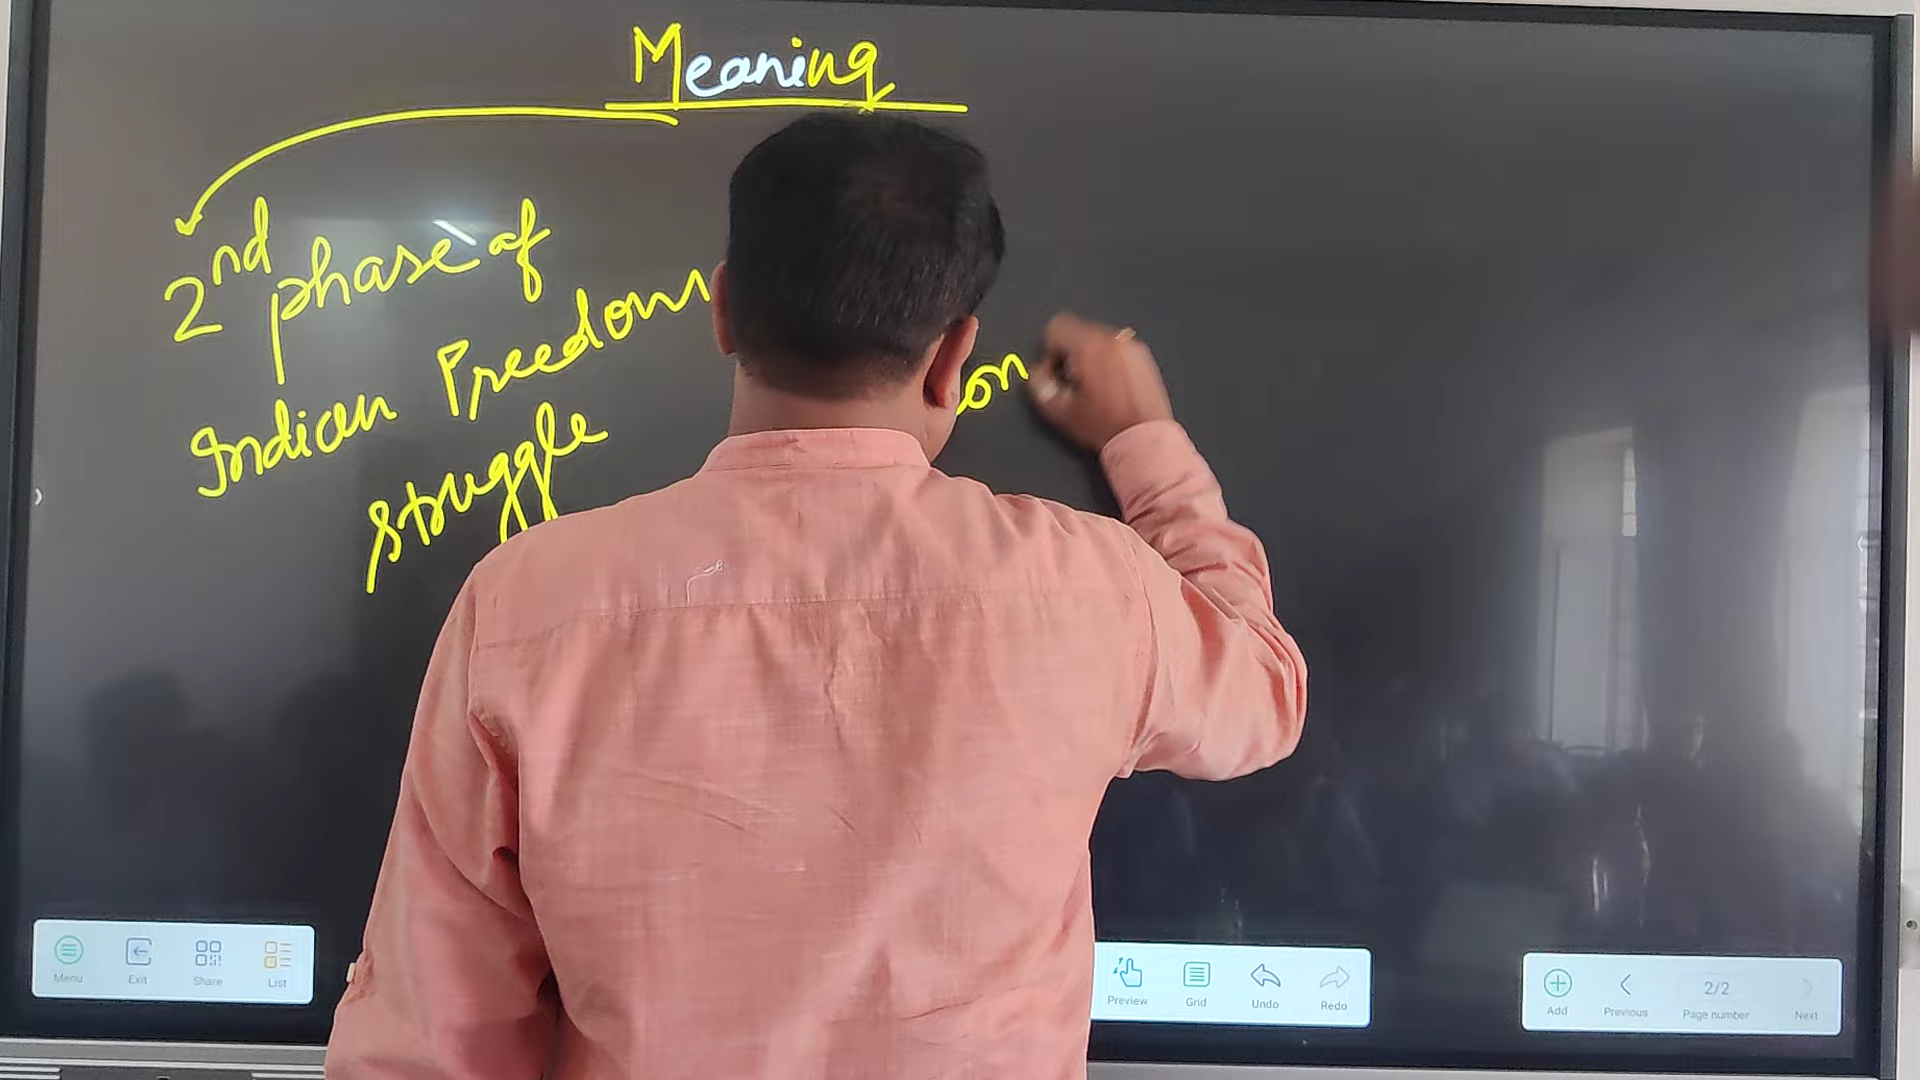 Meaning
2nd phase of
Indian Freedom
struggle
on
Menu
Exit
Share
List
Preview
Grid
Undo
Redo
Add
Previous
2/2
Page number
Next